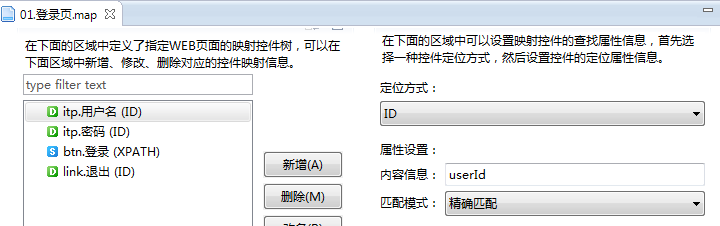 01.登录页.map
在下面的区域中定义了指定WEB页面的映射控件树，可以在
下面区域中新增、修改、删除对应的控件映射信息。
type filter text
itp.用户名 (ID)
itp.密码 (ID)
btn.登录 (XPATH)
link.退出 (ID)
新增(A)
删除(M)
在下面的区域中可以设置映射控件的查找属性信息，首先选
择一种控件定位方式，然后设置控件的定位属性信息。
定位方式：
ID
属性设置：
内容信息： userId
匹配模式： 精确匹配